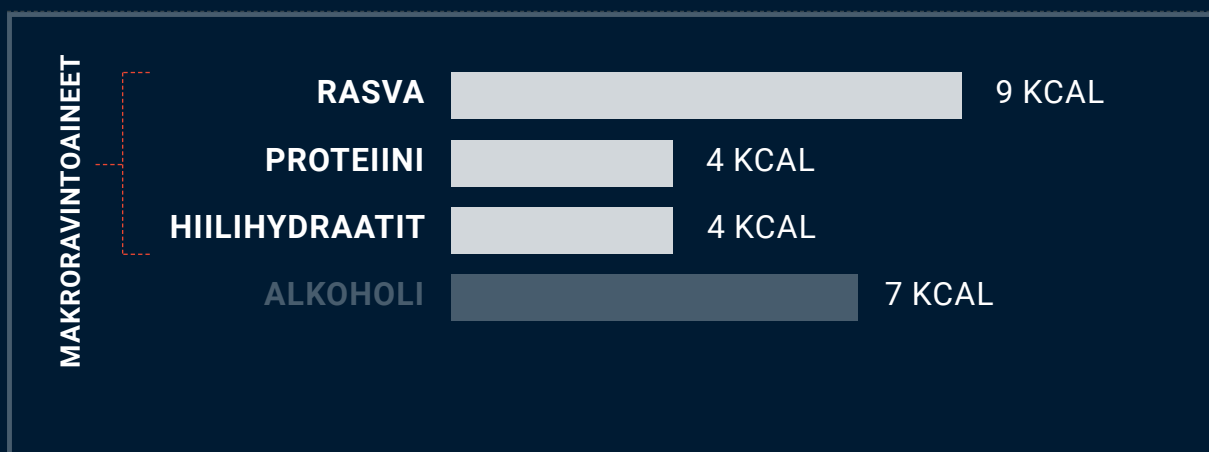 MAKRORAVINTOAINEET
RASVA 9 KCAL
PROTEIINI 4 KCAL
HIILIHYDRAATIT 4 KCAL
ALKOHOLI 7 KCAL